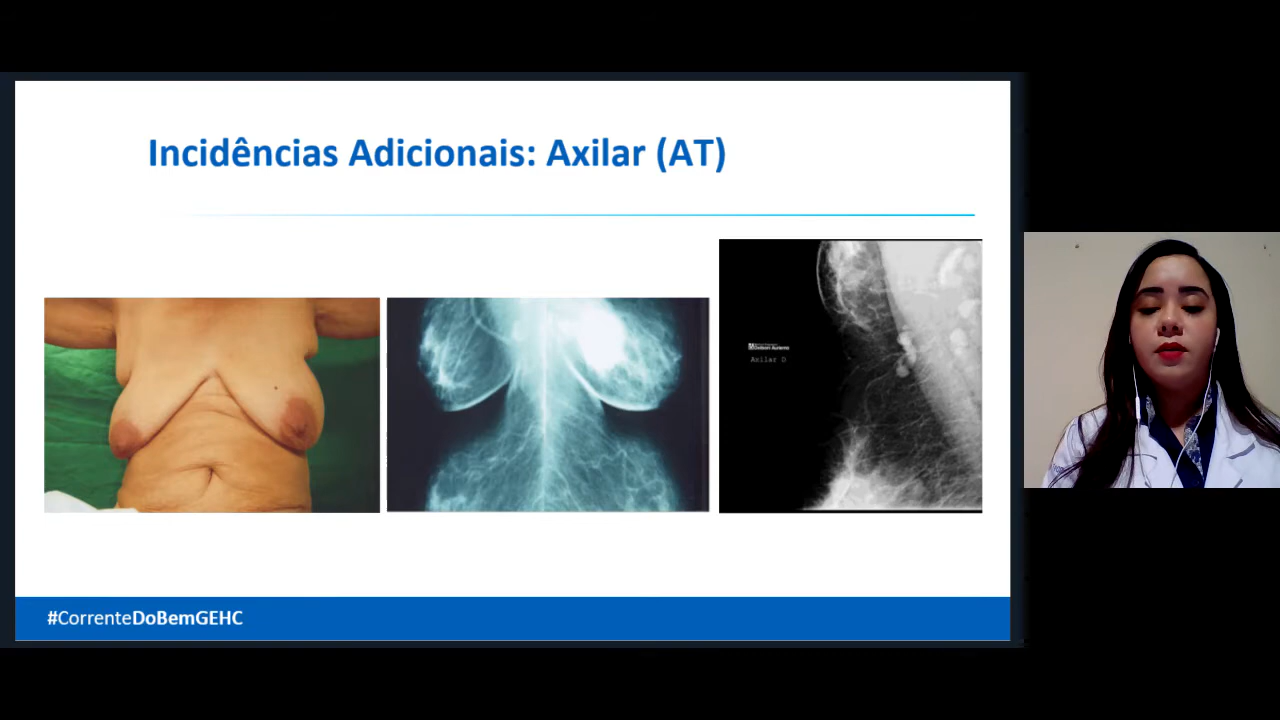 Incidências Adicionais: Axilar (AT)
Axilar D
#CorrenteDoBemGEHC